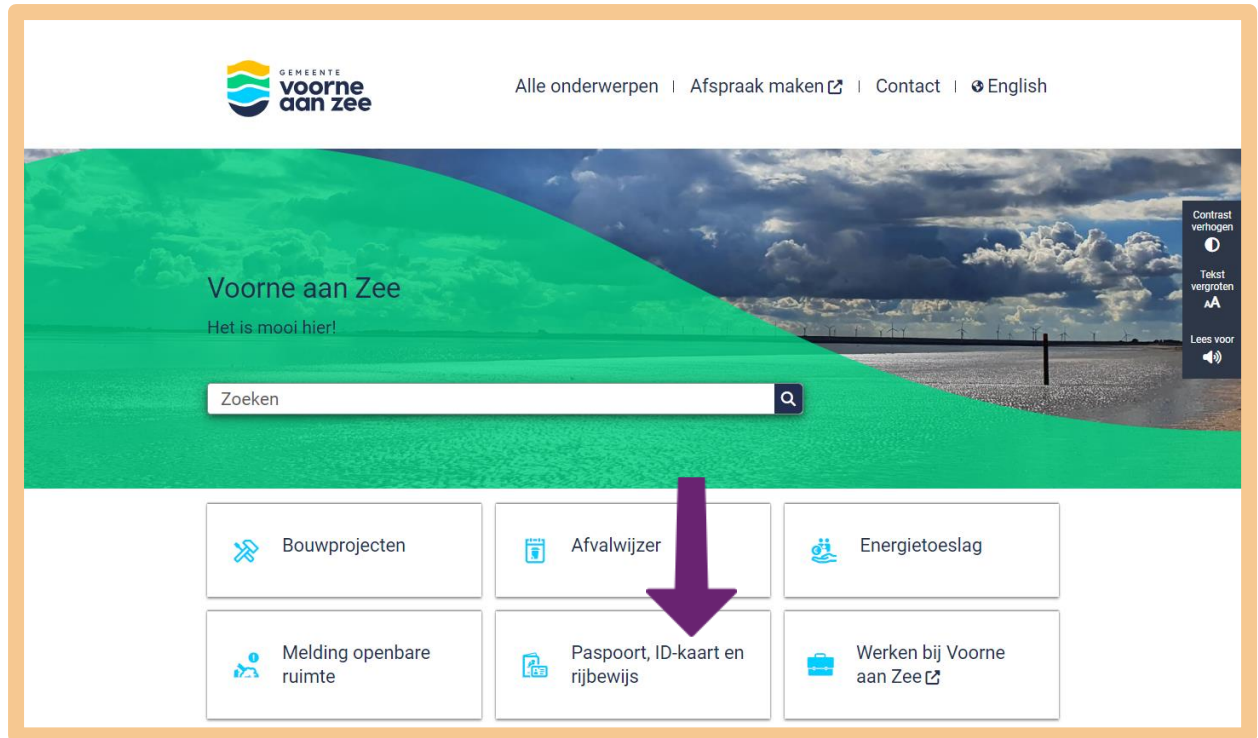 GEMEENTE
voorne
aan zee
Alle onderwerpen | Afspraak maken | Contact | English
Contrast
verhogen
Tekst
vergroten
AA
Lees voor
Voorne aan Zee
Het is mooi hier!
Zoeken
Bouwprojecten
Afvalwijzer
Energietoeslag
Melding openbare
ruimte
Paspoort, ID-kaart en
rijbewijs
Werken bij Voorne
aan Zee